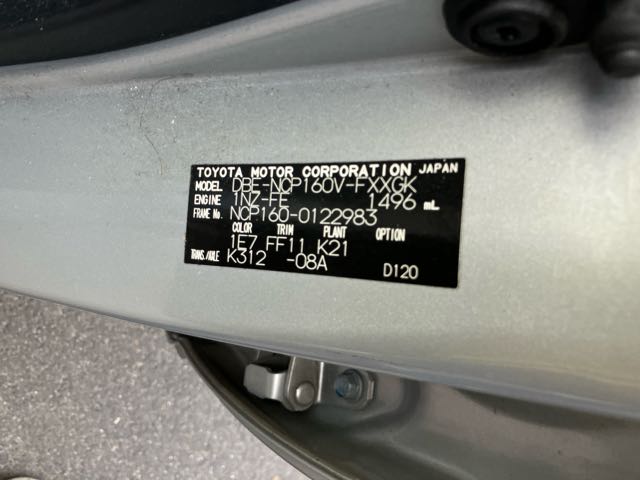 TOYOTA MOTOR CORPORATION JAPAN
MODEL DBE-NCP160V-FXXGK
ENGINE 1NZ-FE 1496 mL
FRAME No. NCP160-0122983
COLOR TRIM PLANT OPTION
1E7 FF11 K21
TRANS./AXLE K312 -08A
D120